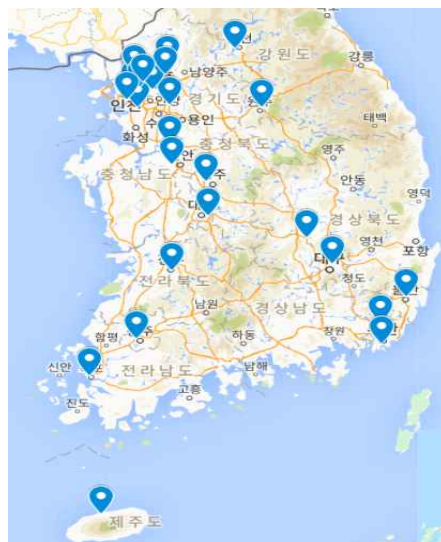 강원도
강릉
남양주
경기도
인천
용인
화성
태백
충청북도
영주
충청남도
안동
영덕
경상북도
포항
영천
대구
청도
전라북도
경상남도
남원
창원
함평
하동
신안
전라남도
남해
고흥
진도
제주도